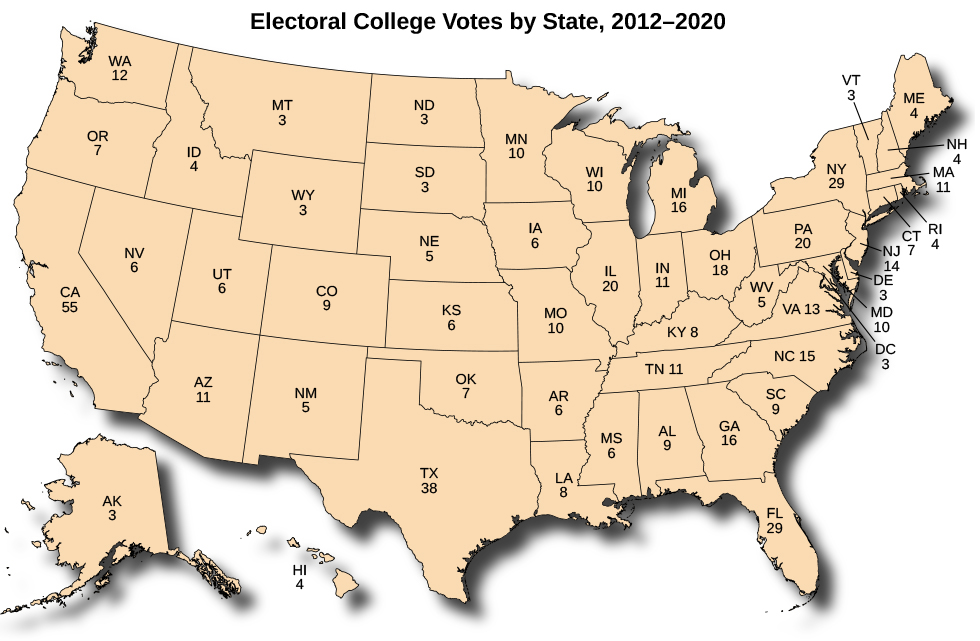 Electoral College Votes by State, 2012–2020
WA
12
OR
7
ID
4
MT
3
ND
3
MN
10
WI
10
MI
16
VT
3
ME
4
NH
4
MA
11
NY
29
RI
4
CT
7
NJ
14
PA
20
DE
3
MD
10
DC
3
WY
3
SD
3
IA
6
NE
5
NV
6
UT
6
CA
55
CO
9
KS
6
MO
10
IL
20
IN
11
OH
18
WV
5
VA 13
KY 8
NC 15
TN 11
SC
9
AZ
11
NM
5
OK
7
AR
6
MS
6
AL
9
GA
16
TX
38
LA
8
FL
29
AK
3
HI
4